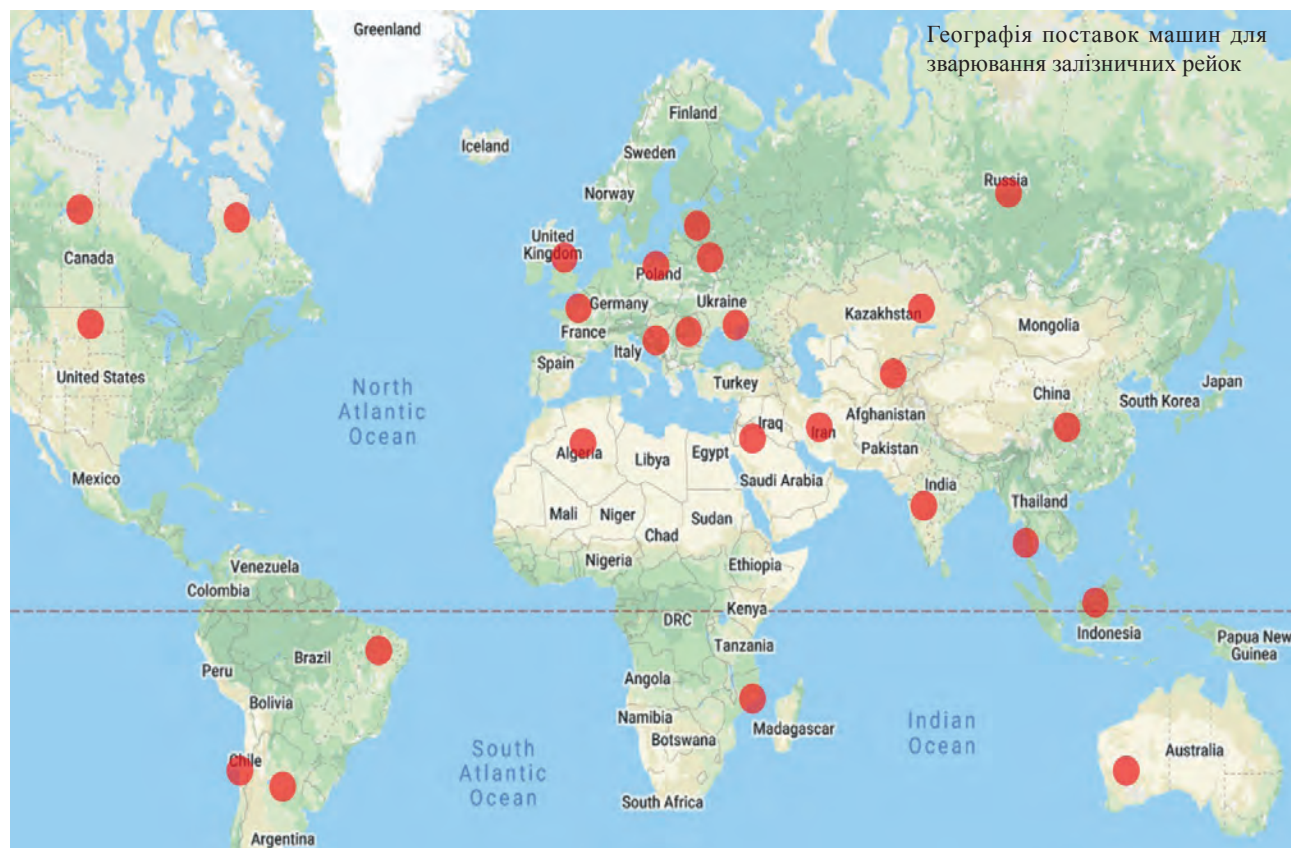 Географія поставок машин для
зварювання залізничних рейок
Greenland
Finland
Iceland
Sweden
Russia
Norway
United
Kingdom
Canada
Poland
Germany
Ukraine
Kazakhstan
Mongolia
France
Italy
Spain
United States
North
Atlantic
Ocean
Turkey
China
Japan
South Korea
Afghanistan
Iraq
Iran
Algeria
Libya
Egypt
Pakistan
Mexico
Saudi Arabia
India
Thailand
Mali
Niger
Sudan
Chad
Nigeria
Ethiopia
Venezuela
Colombia
Kenya
DRC
Indonesia
Papua New
Guinea
Tanzania
Brazil
Peru
Angola
Bolivia
Namibia
Madagascar
Botswana
Indian
Ocean
South
Atlantic
Ocean
Australia
Chile
South Africa
Argentina